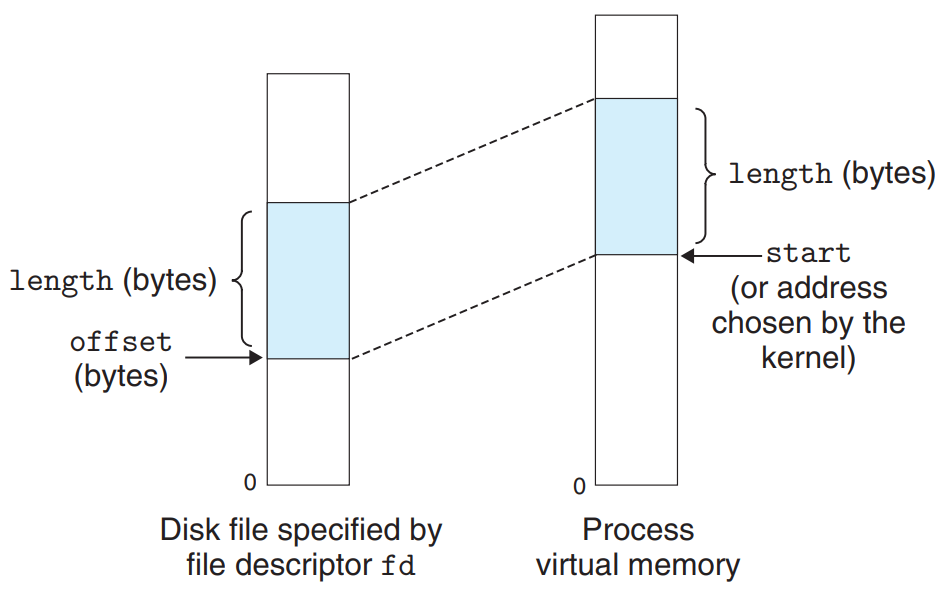 length (bytes)
offset
(bytes)
0
Disk file specified by
file descriptor fd
length (bytes)
start
(or address
chosen by the
kernel)
0
Process
virtual memory